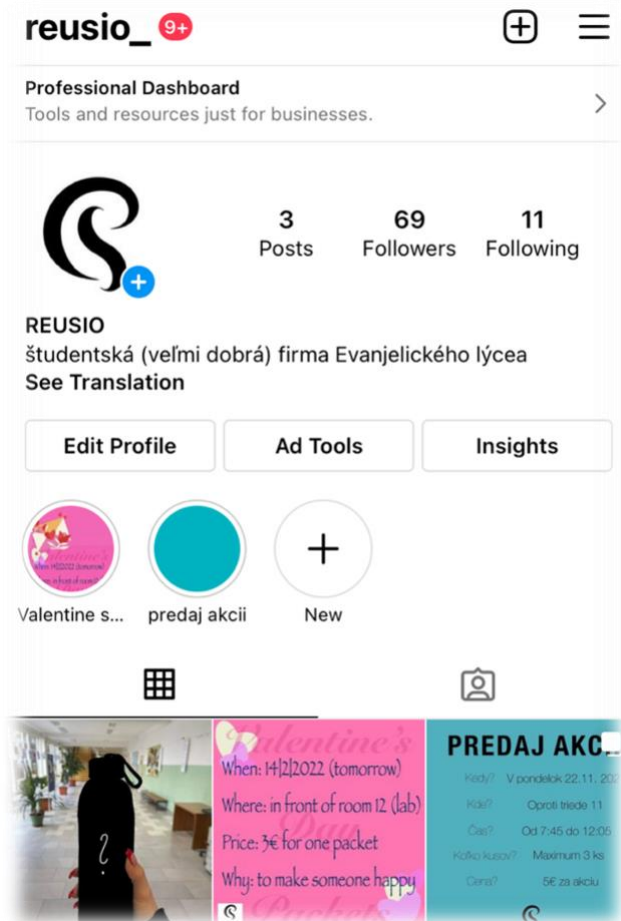 reusio_ 9+
Professional Dashboard
Tools and resources just for businesses.
3 69 11
Posts Followers Following
REUSIO
študentská (veľmi dobrá) firma Evanjelického lýcea
See Translation
Edit Profile Ad Tools Insights
Valentine s... predaj akcii New
?
Valentine's
When: 14|2|2022 (tomorrow)
Where: in front of room 12 (lab)
Day
Price: 3€ for one packet
Why: to make someone happy
Packets
PREDAJ
Kedy? V pondelok 22.11.
Kde? Oproti triede 11
Čas? Od 7:45 do 12:05
Koľko kusov? Maximum 3 ks
Cena? 5€ za akciu